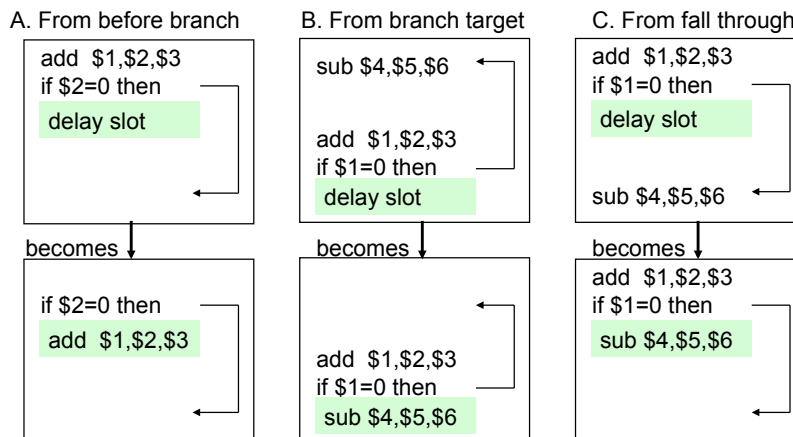 A. From before branch
add $1,$2,$3
if $2=0 then
delay slot
becomes
if $2=0 then
add $1,$2,$3
B. From branch target
sub $4,$5,$6
add $1,$2,$3
if $1=0 then
delay slot
becomes
add $1,$2,$3
if $1=0 then
sub $4,$5,$6
C. From fall through
add $1,$2,$3
if $1=0 then
delay slot
sub $4,$5,$6
becomes
add $1,$2,$3
if $1=0 then
sub $4,$5,$6